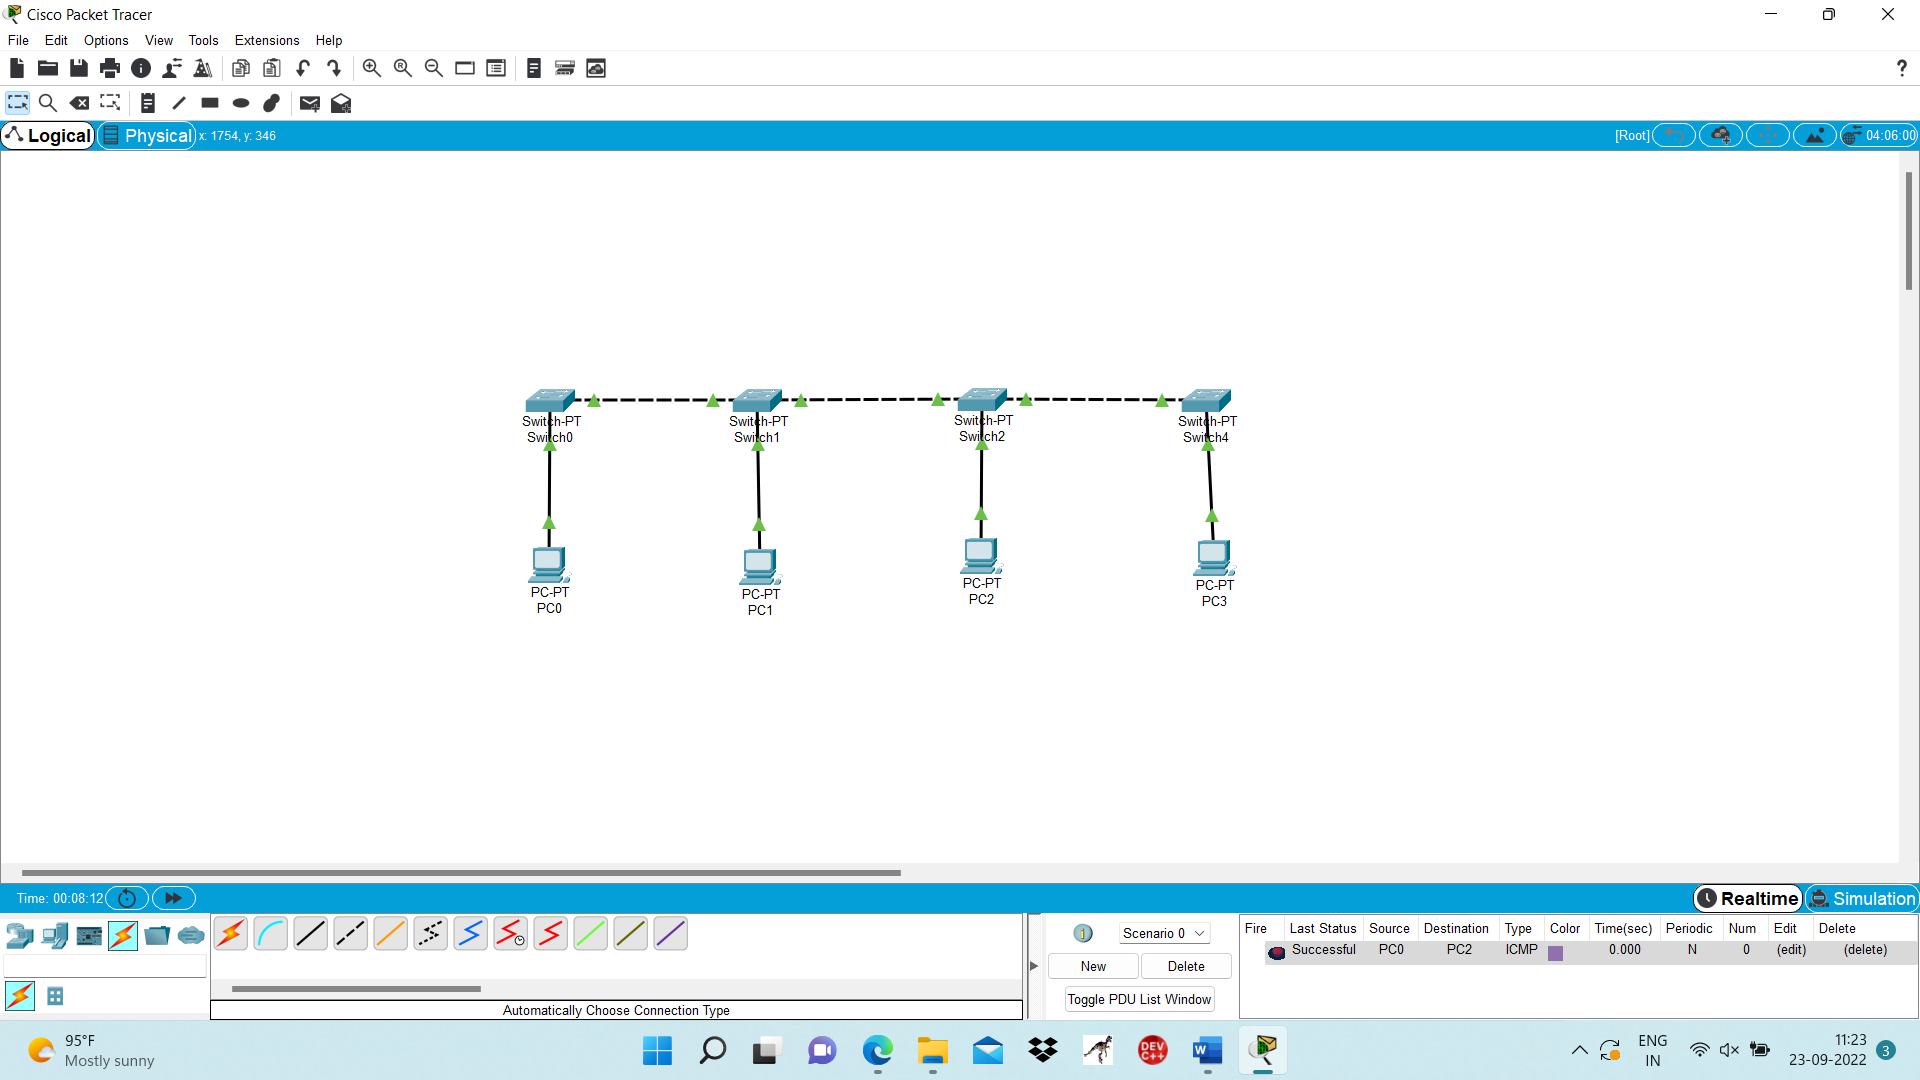 Cisco Packet Tracer
File Edit Options View Tools Extensions Help
?
Logical Physical x: 1754, y: 346 [Root] 04:06:00
Switch-PT Switch-PT Switch-PT Switch-PT
Switch0 Switch1 Switch2 Switch4
PC-PT PC-PT PC-PT PC-PT
PC0 PC1 PC2 PC3
Time: 00:08:12 Realtime Simulation
Scenario 0
New Delete
Toggle PDU List Window
Fire Last Status Source Destination Type Color Time(sec) Periodic Num Edit Delete
Successful PC0 PC2 ICMP 0.000 N 0 (edit) (delete)
Automatically Choose Connection Type
95°F
Mostly sunny
DEV
C++
ENG
IN
11:23
23-09-2022
3